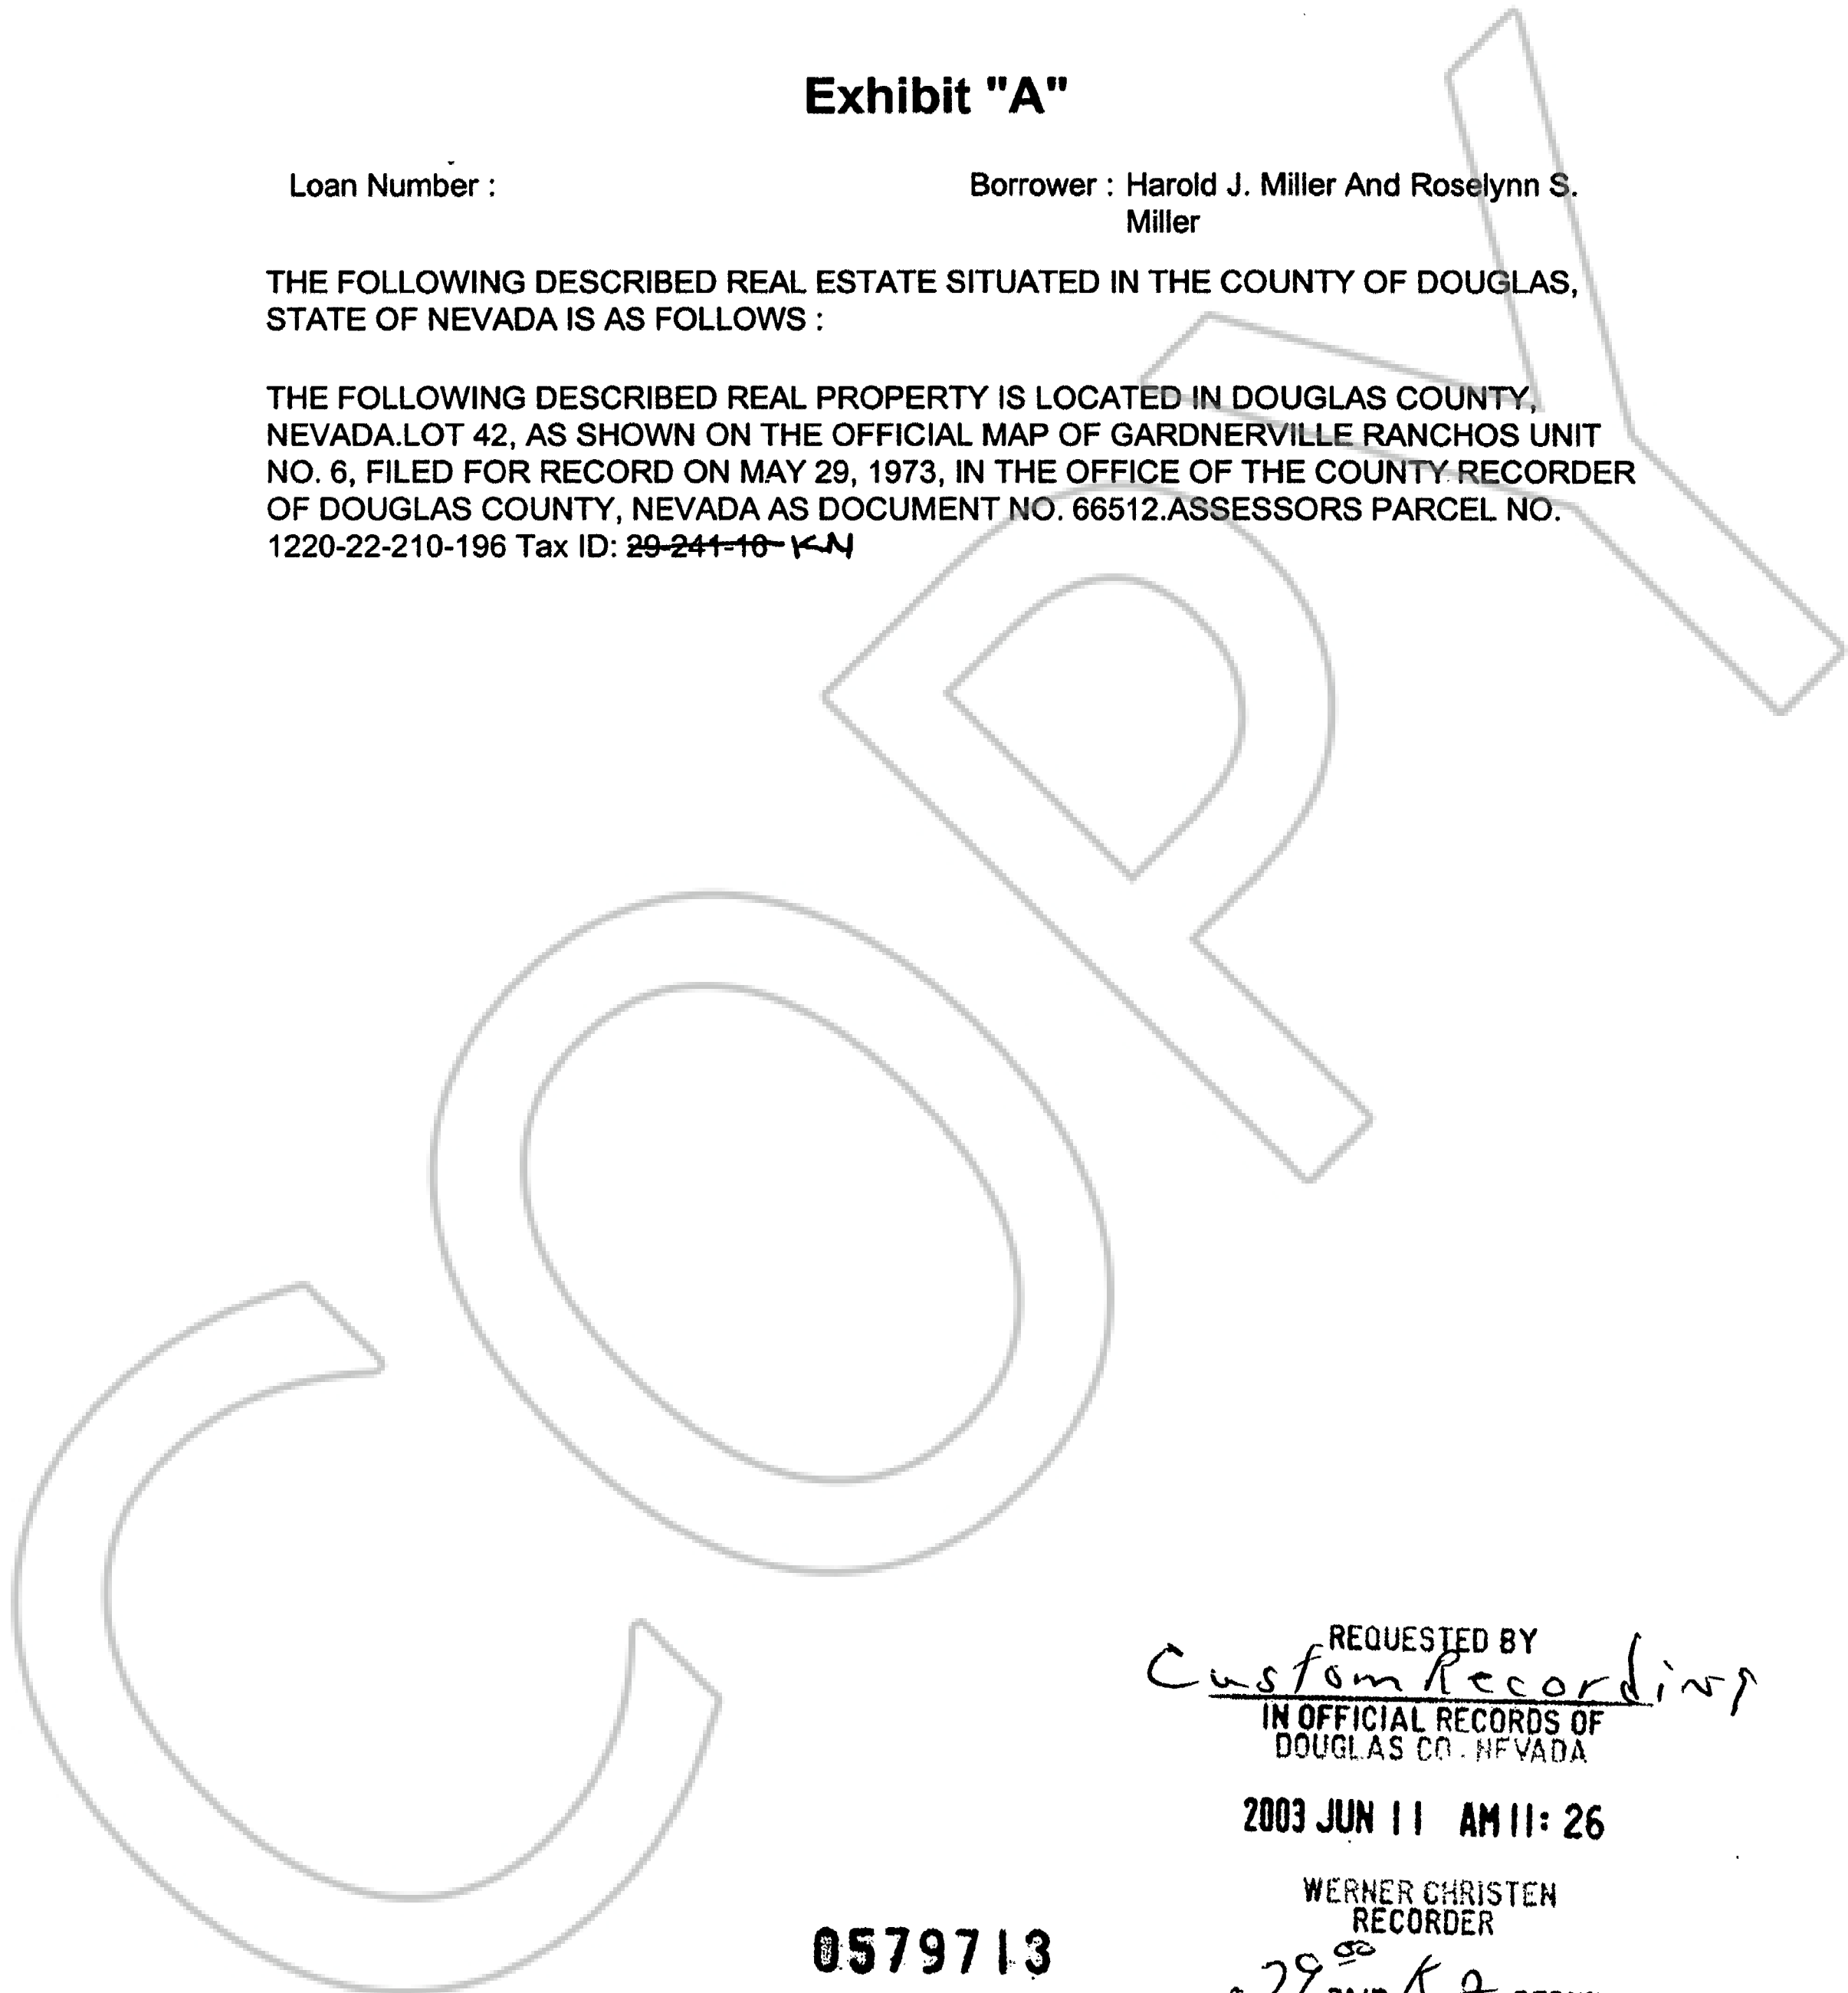 Exhibit "A"
Loan Number :
Borrower : Harold J. Miller And Roselynn S.
Miller
THE FOLLOWING DESCRIBED REAL ESTATE SITUATED IN THE COUNTY OF DOUGLAS,
STATE OF NEVADA IS AS FOLLOWS :
THE FOLLOWING DESCRIBED REAL PROPERTY IS LOCATED IN DOUGLAS COUNTY,
NEVADA.LOT 42, AS SHOWN ON THE OFFICIAL MAP OF GARDNERVILLE RANCHOS UNIT
NO. 6, FILED FOR RECORD ON MAY 29, 1973, IN THE OFFICE OF THE COUNTY RECORDER
OF DOUGLAS COUNTY, NEVADA AS DOCUMENT NO. 66512.ASSESSORS PARCEL NO.
1220-22-210-196 Tax ID: 29-241-16 KN
COPY
REQUESTED BY
Custom Recording
IN OFFICIAL RECORDS OF
DOUGLAS CO. NEVADA
2003 JUN 11 AM 11: 26
WERNER CHRISTEN
RECORDER
0579713